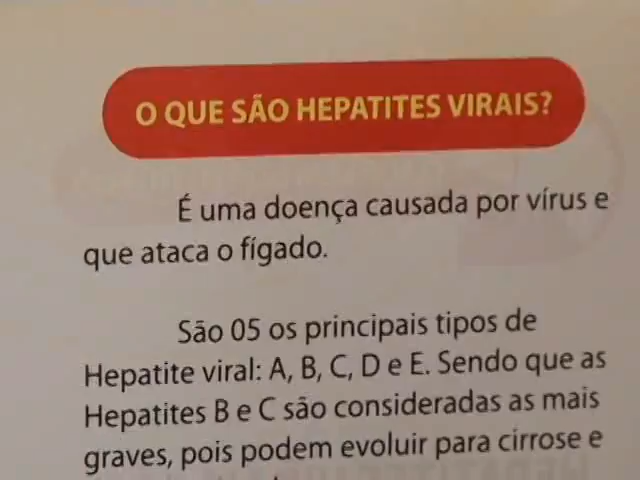 O QUE SÃO HEPATITES VIRAIS?
É uma doença causada por vírus e
que ataca o fígado.
São 05 os principais tipos de
Hepatite viral: A, B, C, D e E. Sendo que as
Hepatites B e C são consideradas as mais
graves, pois podem evoluir para cirrose e